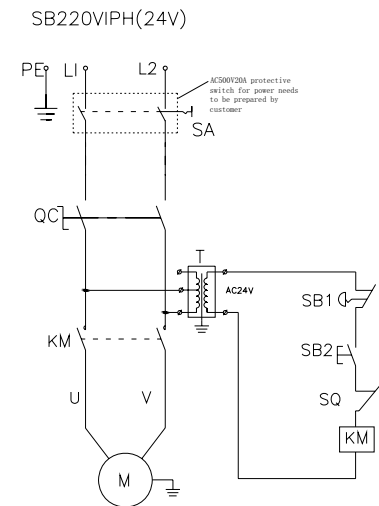 SB220VIPH(24V)
PE
L1
L2
AC500V20A protective
switch for power needs
to be prepared by
customer
SA
QC
T
AC24V
SB1
KM
SB2
U
V
SQ
KM
M